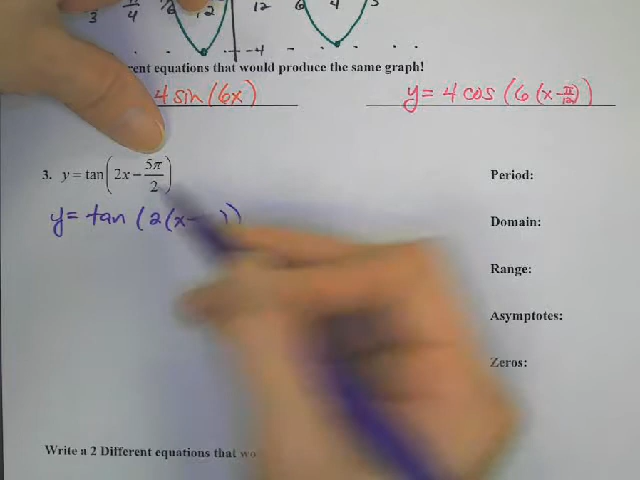 3 π/4 π/6 12 12 6 4 3
-4
rent equations that would produce the same graph!
4 sin (6x) y = 4 cos (6(x-π/12))
3. y = tan(2x - 5π/2) Period:
y = tan (2(x- )) Domain:
Range:
Asymptotes:
Zeros:
Write a 2 Different equations that wo